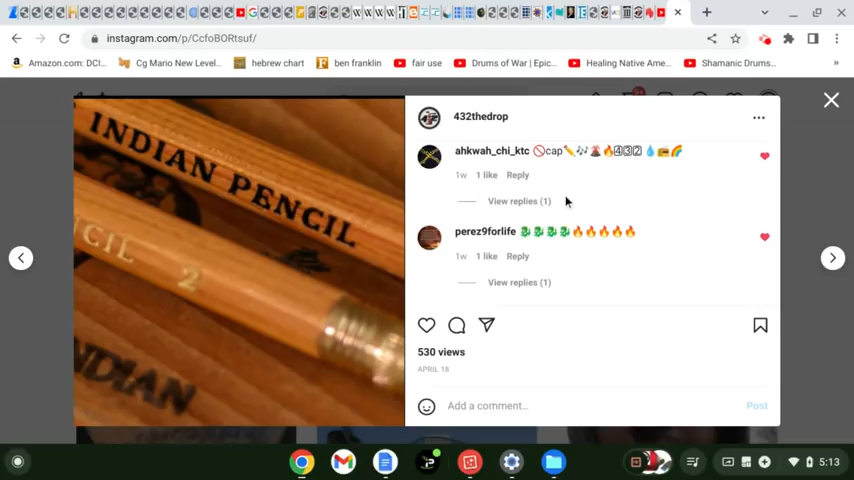 instagram.com/p/CcfoBORtsuf/
Amazon.com: DCI...
Cg Mario New Level...
hebrew chart
ben franklin
fair use
Drums of War | Epic...
Healing Native Ame...
Shamanic Drums...
»
INDIAN PENCIL
CIL 2
INDIAN
432thedrop
ahkwah_chi_ktc 🚫cap✏️🎶🌋🔥4️⃣3️⃣2️⃣💧📻🌈
1w 1 like Reply
View replies (1)
perez9forlife 🐉🐉🐉🐉🔥🔥🔥🔥🔥
1w 1 like Reply
View replies (1)
530 views
APRIL 18
Add a comment...
Post
5:13